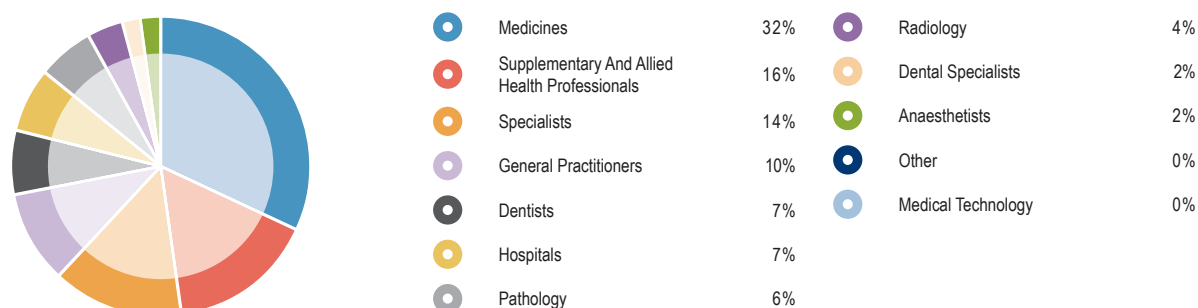 Medicines 32%
Supplementary And Allied
Health Professionals 16%
Specialists 14%
General Practitioners 10%
Dentists 7%
Hospitals 7%
Pathology 6%
Radiology 4%
Dental Specialists 2%
Anaesthetists 2%
Other 0%
Medical Technology 0%